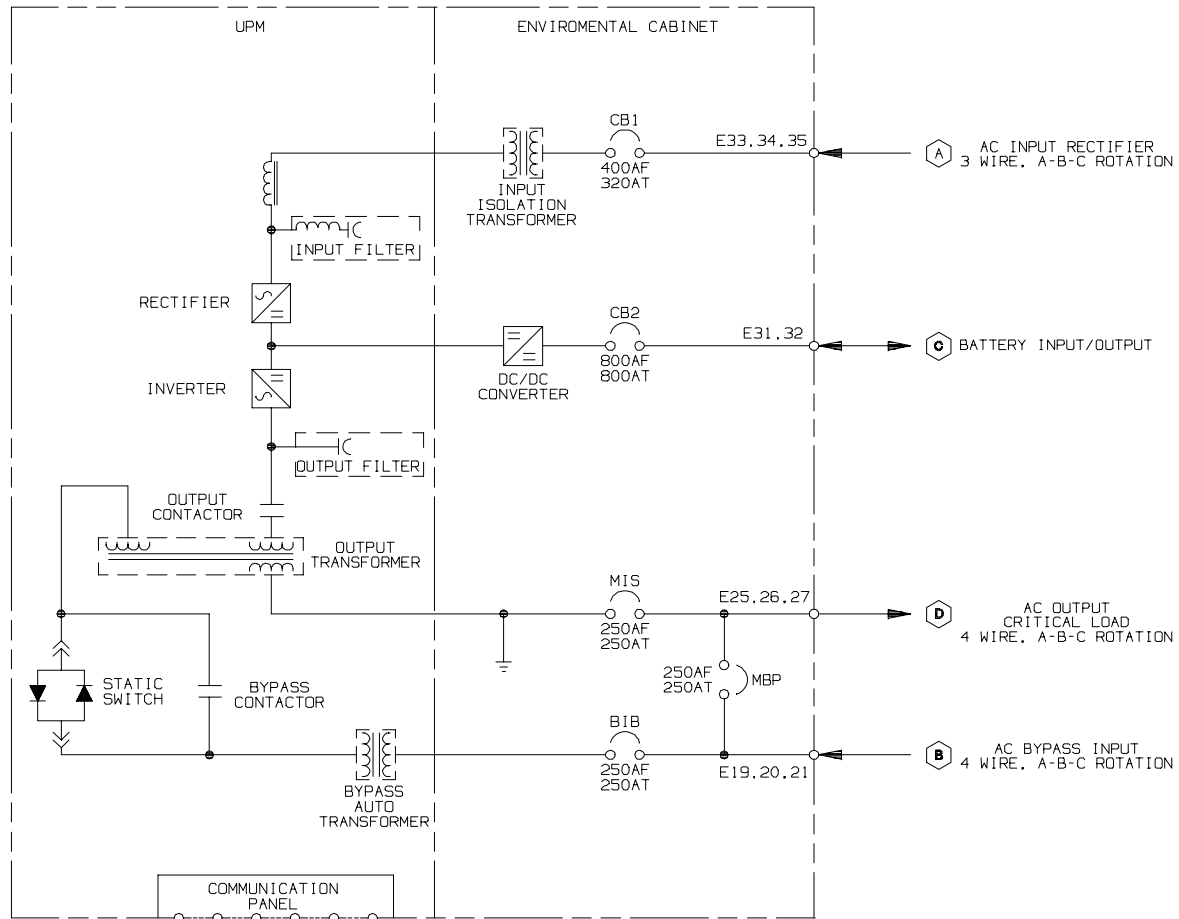 UPM
ENVIROMENTAL CABINET
CB1
400AF
320AT
E33,34,35
A
AC INPUT RECTIFIER
3 WIRE, A-B-C ROTATION
INPUT
ISOLATION
TRANSFORMER
INPUT FILTER
RECTIFIER
CB2
800AF
800AT
E31,32
C
BATTERY INPUT/OUTPUT
DC/DC
CONVERTER
INVERTER
OUTPUT FILTER
OUTPUT
CONTACTOR
OUTPUT
TRANSFORMER
MIS
250AF
250AT
E25,26,27
D
AC OUTPUT
CRITICAL LOAD
4 WIRE, A-B-C ROTATION
STATIC
SWITCH
BYPASS
CONTACTOR
250AF
250AT
MBP
BIB
250AF
250AT
E19,20,21
B
AC BYPASS INPUT
4 WIRE, A-B-C ROTATION
BYPASS
AUTO
TRANSFORMER
COMMUNICATION
PANEL